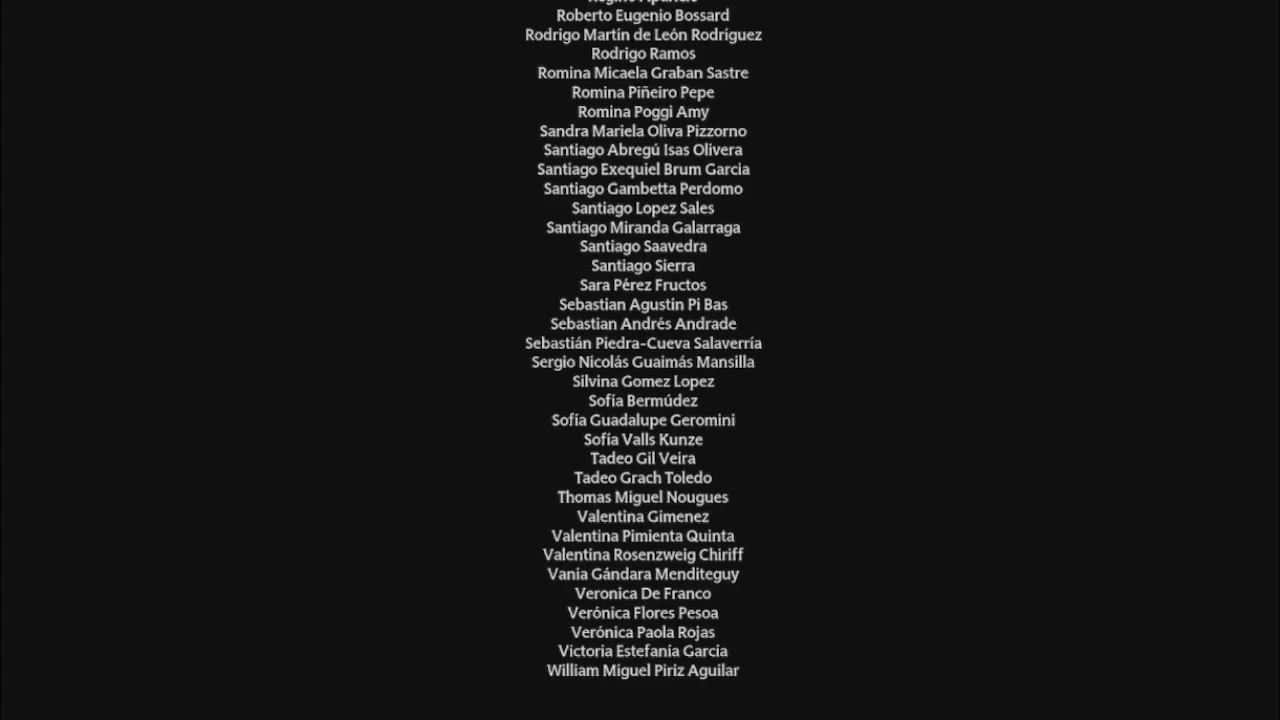 Roberto Eugenio Bossard
Rodrigo Martín de León Rodríguez
Rodrigo Ramos
Romina Micaela Graban Sastre
Romina Piñeiro Pepe
Romina Poggi Amy
Sandra Mariela Oliva Pizzorno
Santiago Abregú Isas Olivera
Santiago Exequiel Brum Garcia
Santiago Gambetta Perdomo
Santiago Lopez Sales
Santiago Miranda Galarraga
Santiago Saavedra
Santiago Sierra
Sara Pérez Fructos
Sebastian Agustín Pi Bas
Sebastian Andrés Andrade
Sebastián Piedra-Cueva Salaverría
Sergio Nicolás Guaimás Mansilla
Silvina Gomez Lopez
Sofía Bermúdez
Sofía Guadalupe Geromini
Sofía Valls Kunze
Tadeo Gil Veira
Tadeo Grach Toledo
Thomas Miguel Nougues
Valentina Gimenez
Valentina Pimienta Quinta
Valentina Rosenzweig Chiriff
Vania Gándara Menditeguy
Veronica De Franco
Verónica Flores Pesoa
Verónica Paola Rojas
Victoria Estefanía García
William Miguel Piriz Aguilar